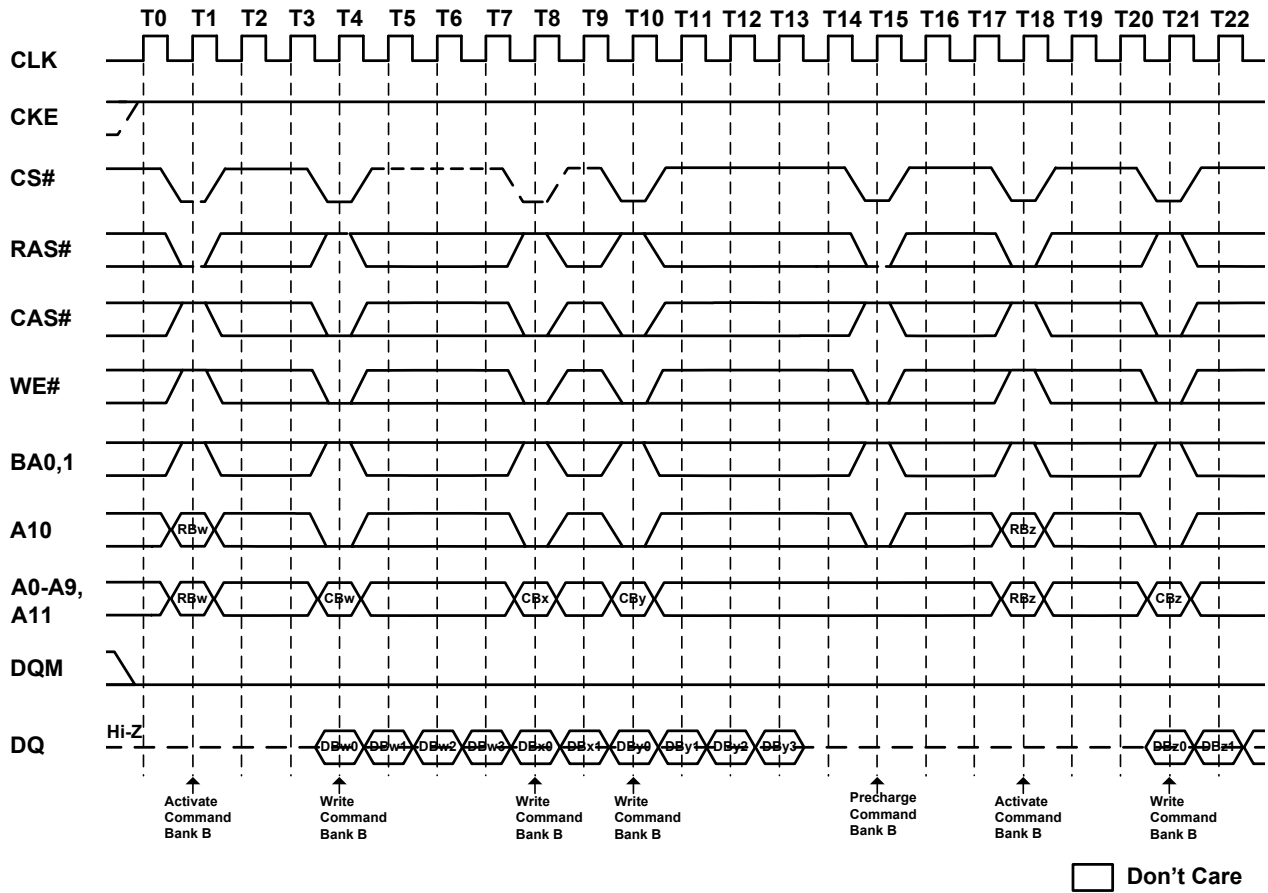 T0 T1 T2 T3 T4 T5 T6 T7 T8 T9 T10 T11 T12 T13 T14 T15 T16 T17 T18 T19 T20 T21 T22
CLK
CKE
CS#
RAS#
CAS#
WE#
BA0,1
A10 RBw RBz
A0-A9,
A11
RBw CBw CBx CBy RBz CBz
DQM
DQ Hi-Z DBw0 DBw1 DBw2 DBw3 DBx0 DBx1 DBy0 DBy1 DBy2 DBy3 DBz0 DBz1
Activate
Command
Bank B
Write
Command
Bank B
Write
Command
Bank B
Write
Command
Bank B
Precharge
Command
Bank B
Activate
Command
Bank B
Write
Command
Bank B
Don't Care